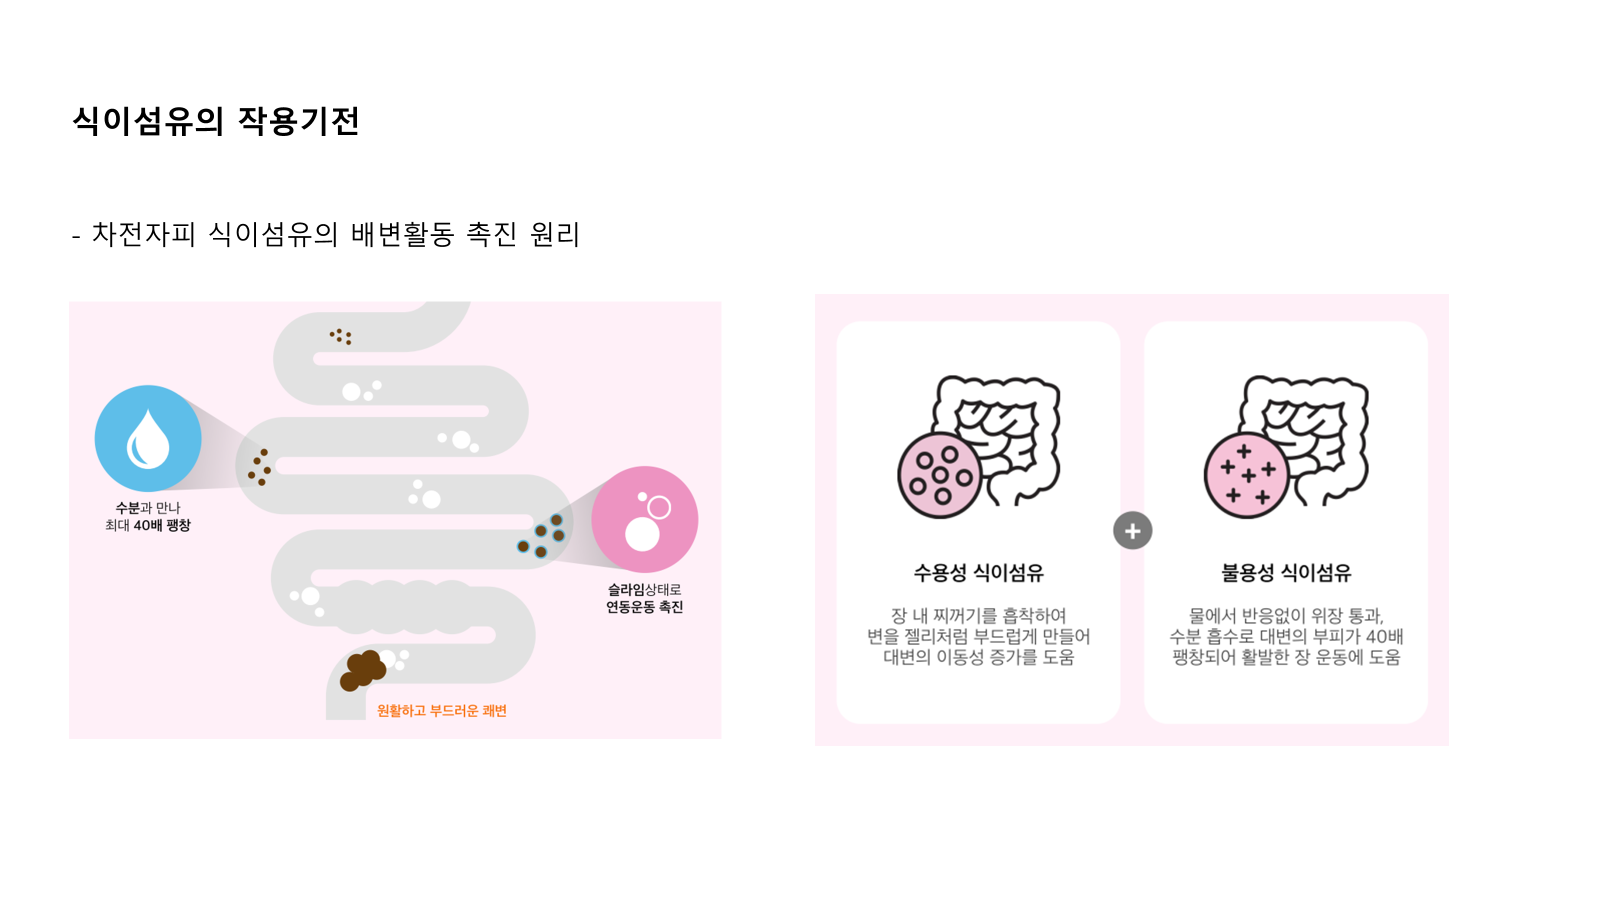 식이섬유의 작용기전
- 차전자피 식이섬유의 배변활동 촉진 원리
수분과 만나
최대 40배 팽창
슬라임상태로
연동운동 촉진
원활하고 부드러운 쾌변
수용성 식이섬유
장 내 찌꺼기를 흡착하여
변을 젤리처럼 부드럽게 만들어
대변의 이동성 증가를 도움
+
불용성 식이섬유
물에서 반응없이 위장 통과,
수분 흡수로 대변의 부피가 40배
팽창되어 활발한 장 운동에 도움